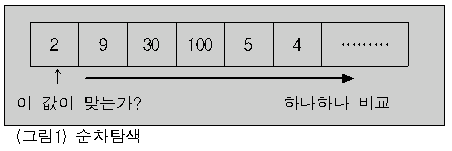 2 9 30 100 5 4 ………
↑
이 값이 맞는가? 하나하나 비교
(그림1) 순차탐색